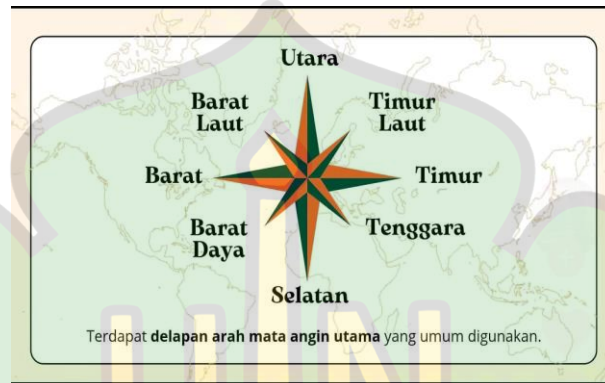 Utara
Barat
Laut
Timur
Laut
Barat
Timur
Barat
Daya
Tenggara
Selatan
Terdapat delapan arah mata angin utama yang umum digunakan.
UIN